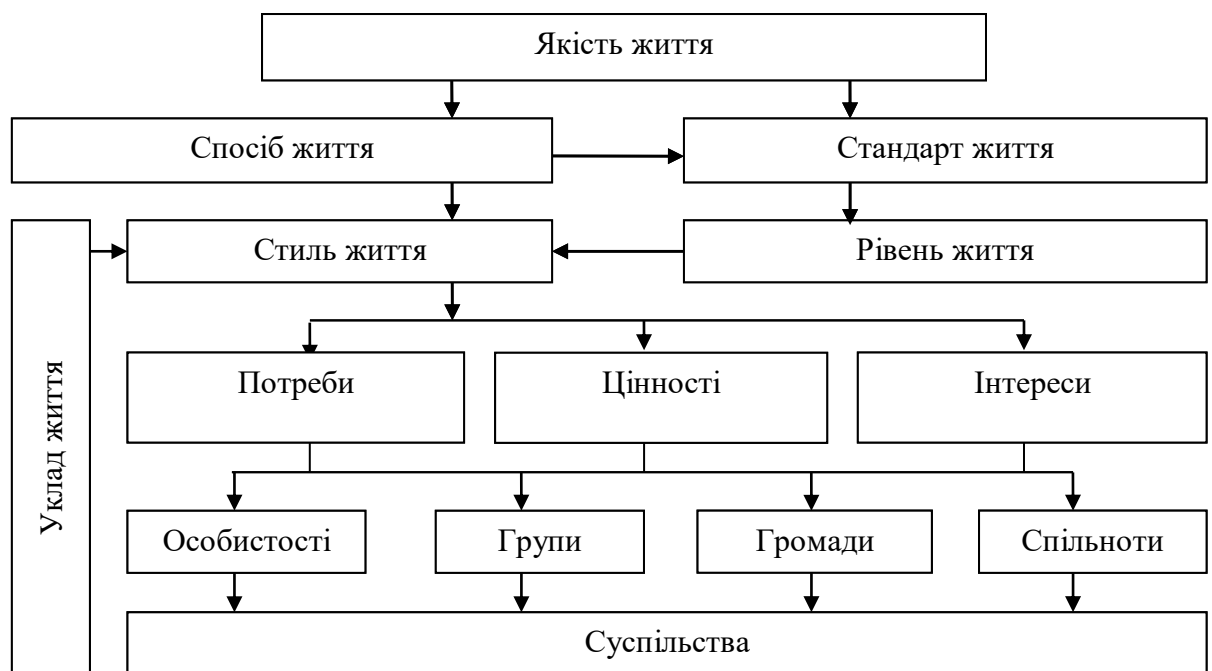 Якість життя
Спосіб життя
Стандарт життя
Стиль життя
Рівень життя
Уклад життя
Потреби
Цінності
Інтереси
Особистості
Групи
Громади
Спільноти
Суспільства